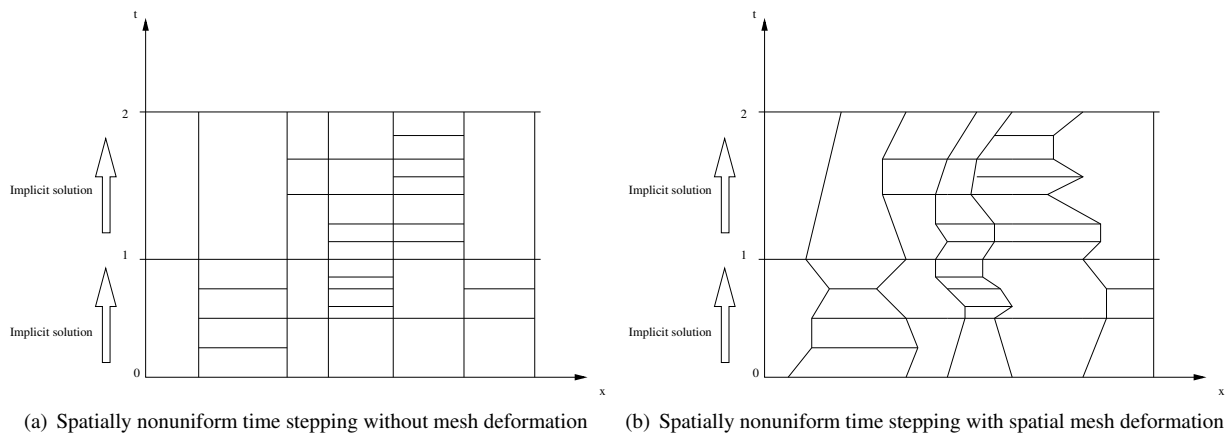 t
2
Implicit solution
1
Implicit solution
0
x
(a) Spatially nonuniform time stepping without mesh deformation
t
2
Implicit solution
1
Implicit solution
0
x
(b) Spatially nonuniform time stepping with spatial mesh deformation